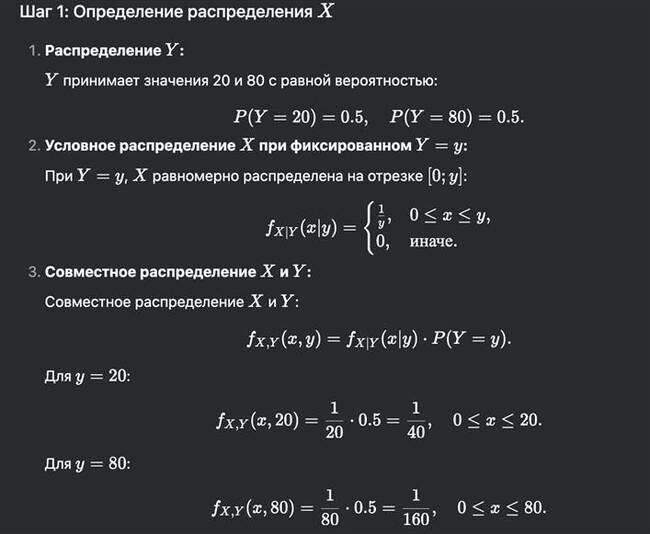 Шаг 1: Определение распределения X
1. Распределение Y:
Y принимает значения 20 и 80 с равной вероятностью:
P(Y = 20) = 0.5, P(Y = 80) = 0.5.
2. Условное распределение X при фиксированном Y = y:
При Y = y, X равномерно распределена на отрезке [0; y]:
f_{X|Y}(x|y) = { 1/y, 0 ≤ x ≤ y,
0, иначе.
3. Совместное распределение X и Y:
Совместное распределение X и Y:
f_{X,Y}(x, y) = f_{X|Y}(x|y) · P(Y = y).
Для y = 20:
f_{X,Y}(x, 20) = 1/20 · 0.5 = 1/40, 0 ≤ x ≤ 20.
Для y = 80:
f_{X,Y}(x, 80) = 1/80 · 0.5 = 1/160, 0 ≤ x ≤ 80.